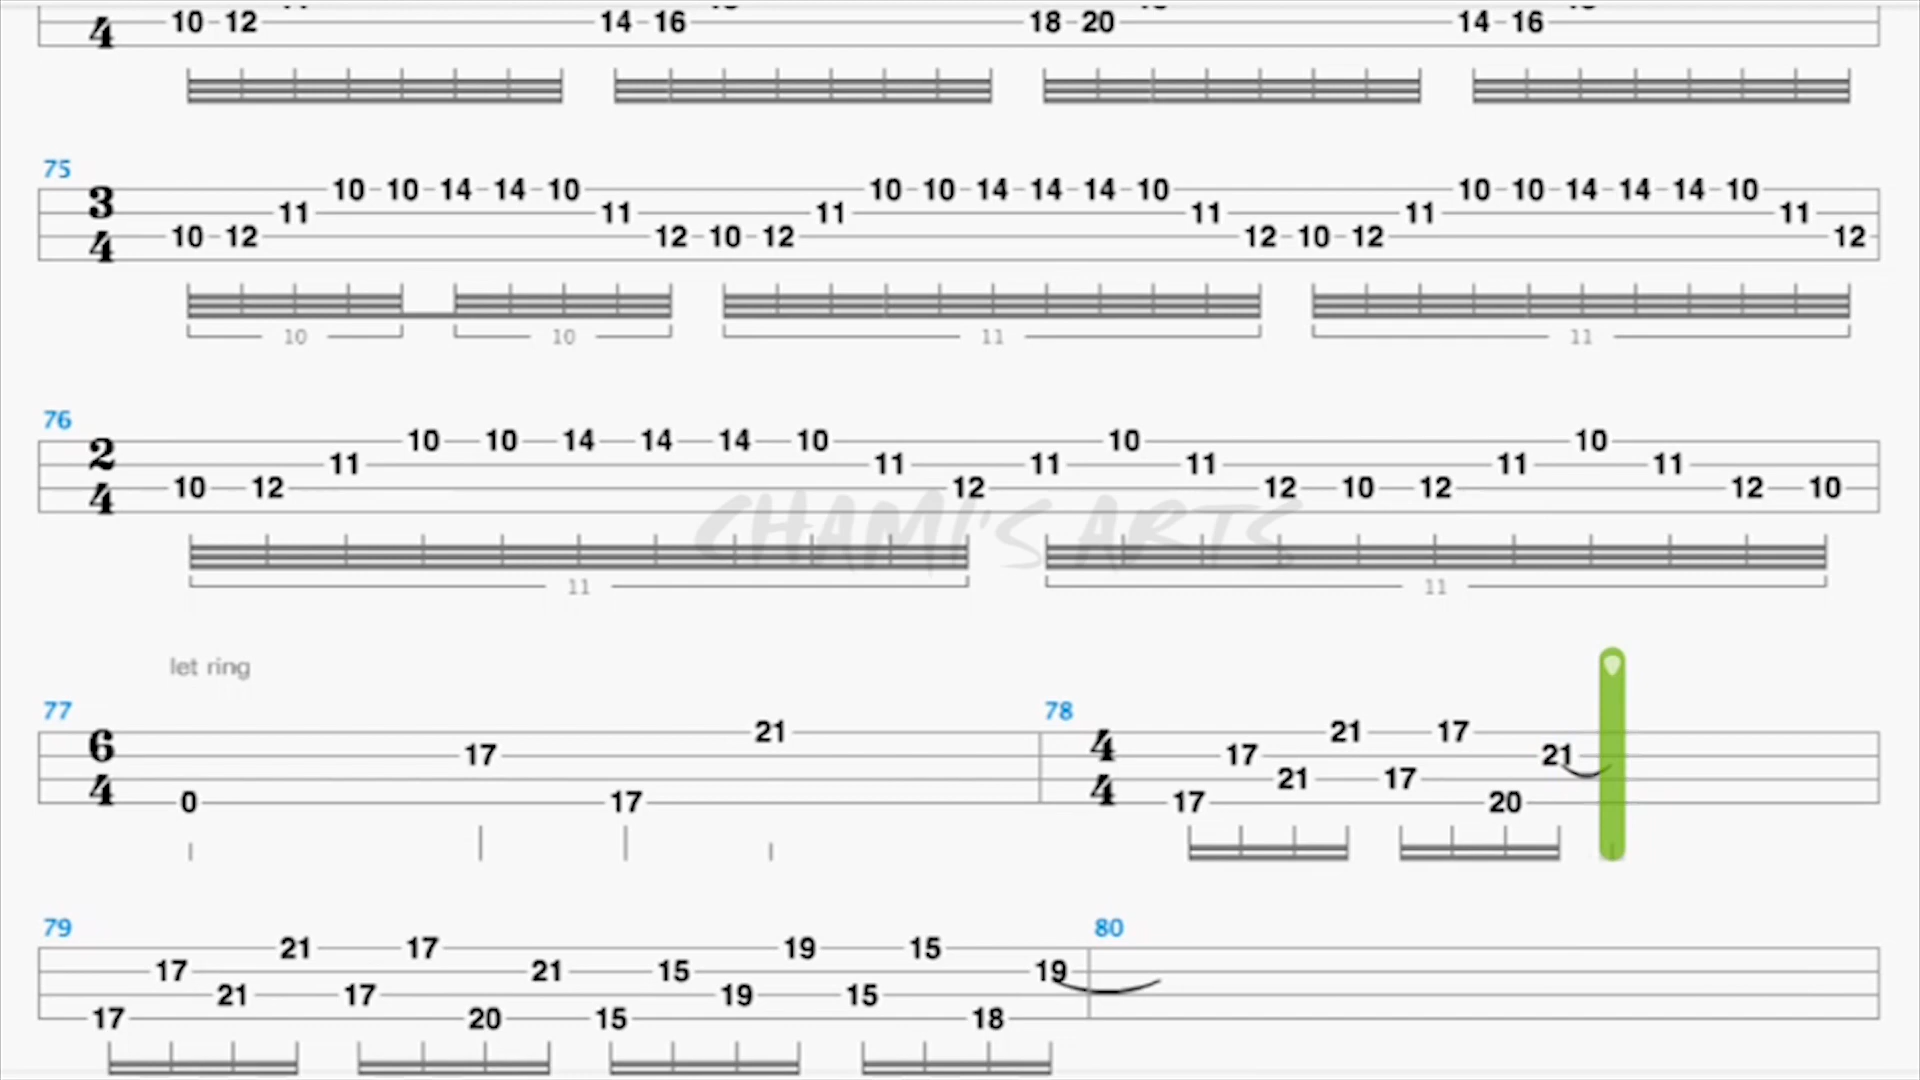 4 10 12 14 16 18 20 14 16
75
3 10 10 14 14 10 10 10 14 14 14 10 10 10 14 14 14 10
11 11 11 11 11 11
4 10 12 12 10 12 12 10 12 12
10 10 11 11
76
2 10 10 14 14 14 10 10 10
11 11 11 11 11 11
4 10 12 12 12 10 12 12 10
CHAMI'S ARTS
11 11
let ring
77 78
6 21 4 21 17
17 17 21
4 4 21 17
0 17 17 20
79 80
21 17 19 15
17 21 15 19
21 17 19 15
17 20 15 18